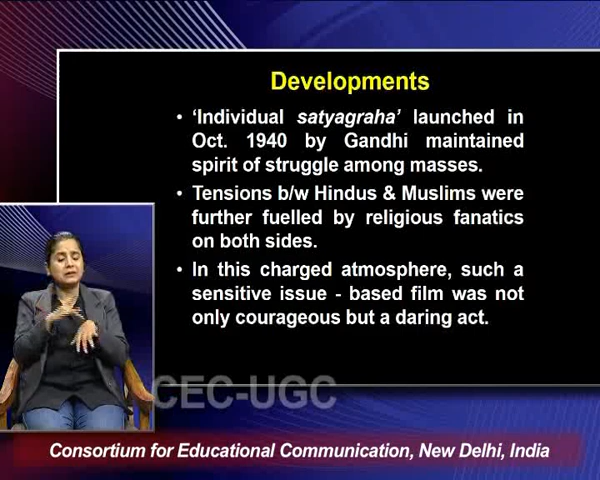 Developments
• ‘Individual satyagraha’ launched in
Oct. 1940 by Gandhi maintained
spirit of struggle among masses.
• Tensions b/w Hindus & Muslims were
further fuelled by religious fanatics
on both sides.
• In this charged atmosphere, such a
sensitive issue - based film was not
only courageous but a daring act.
CEC-UGC
Consortium for Educational Communication, New Delhi, India